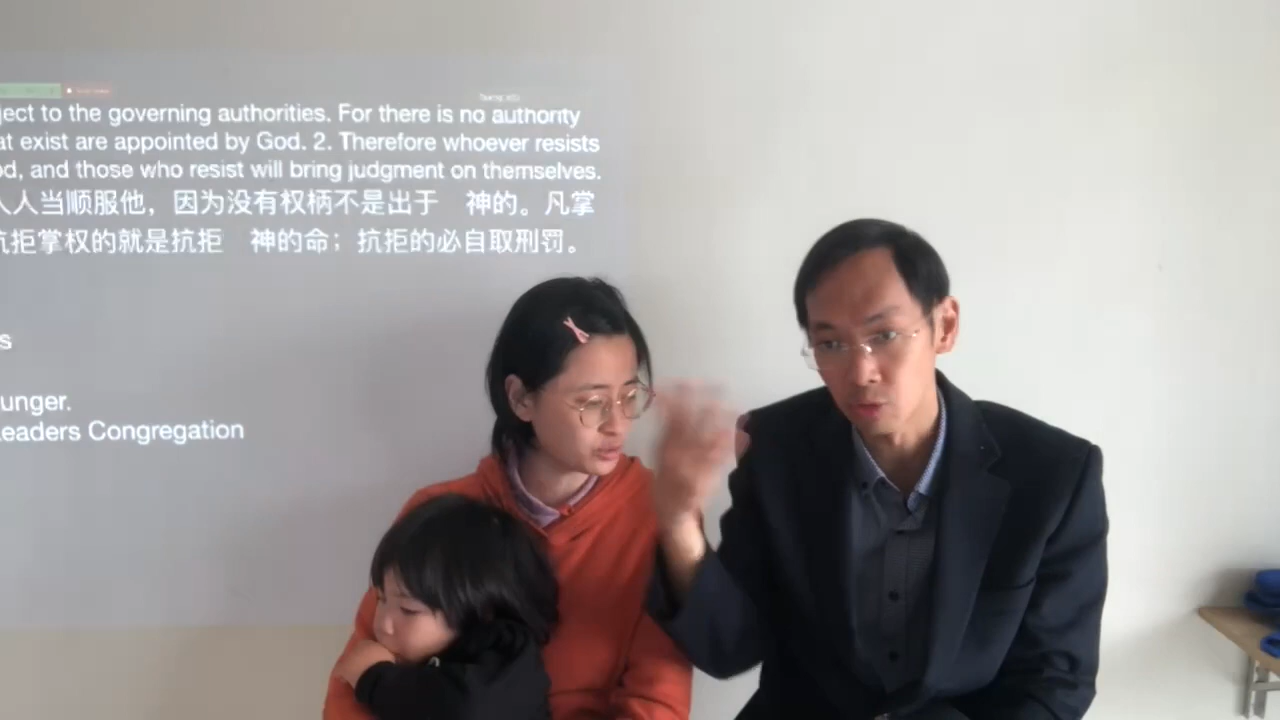 ject to the governing authorities. For there is no authority
at exist are appointed by God. 2. Therefore whoever resists
od, and those who resist will bring judgment on themselves.
人人当顺服他，因为没有权柄不是出于　神的。凡掌
抗拒掌权的就是抗拒　神的命；抗拒的必自取刑罚。
s
unger.
Leaders Congregation